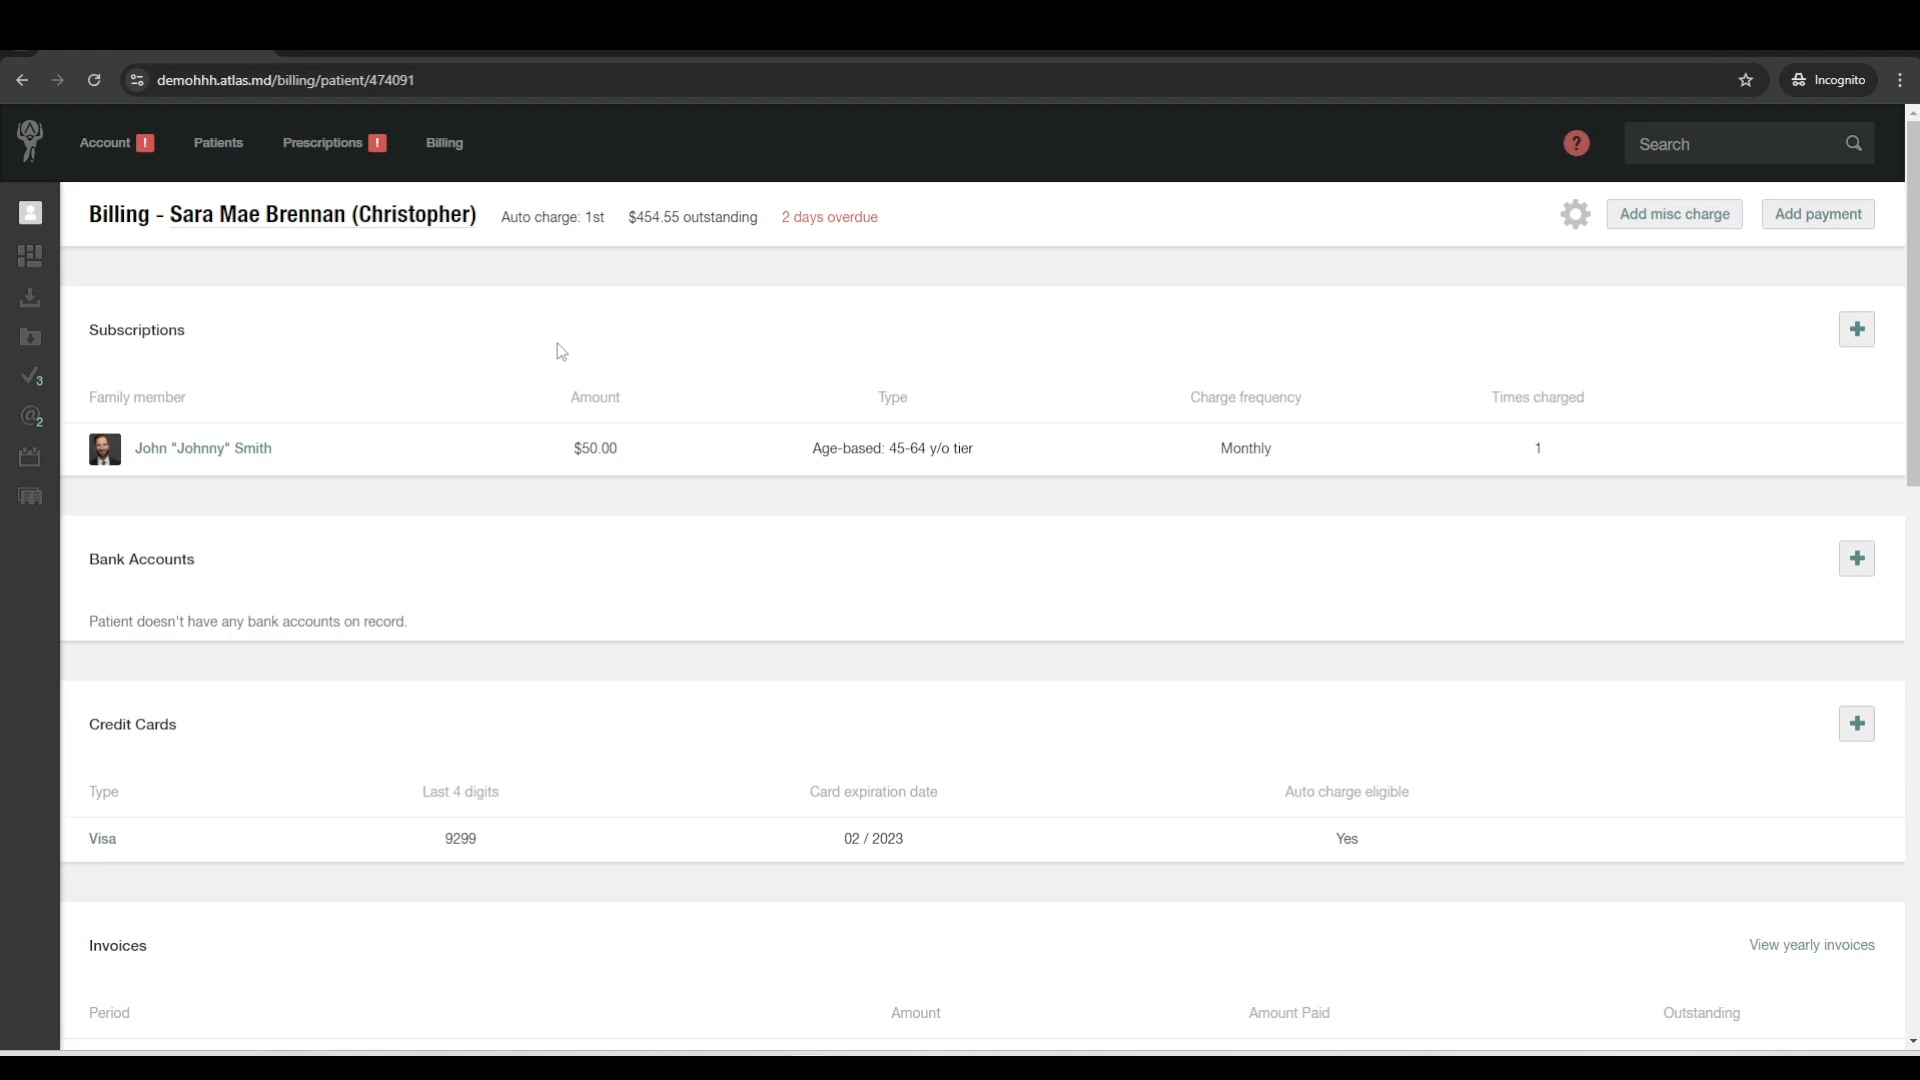 demohhh.atlas.md/billing/patient/474091
Incognito
Account ! Patients Prescriptions ! Billing ? Search
Billing - Sara Mae Brennan (Christopher) Auto charge: 1st $454.55 outstanding 2 days overdue Add misc charge Add payment
Subscriptions
Family member Amount Type Charge frequency Times charged
John "Johnny" Smith $50.00 Age-based: 45-64 y/o tier Monthly 1
3
@2
Bank Accounts
Patient doesn't have any bank accounts on record.
Credit Cards
Type Last 4 digits Card expiration date Auto charge eligible
Visa 9299 02 / 2023 Yes
Invoices View yearly invoices
Period Amount Amount Paid Outstanding